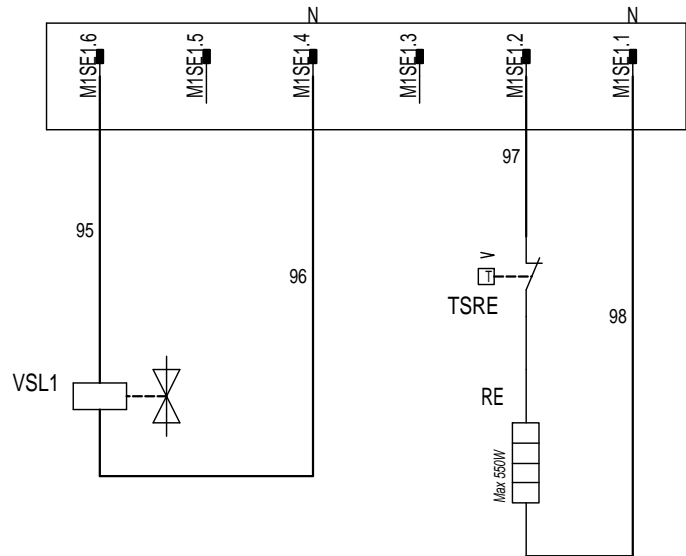 N
N
M1SE1.6
M1SE1.5
M1SE1.4
M1SE1.3
M1SE1.2
M1SE1.1
97
95
96
V
T
TSRE
98
VSL1
RE
Max 550W